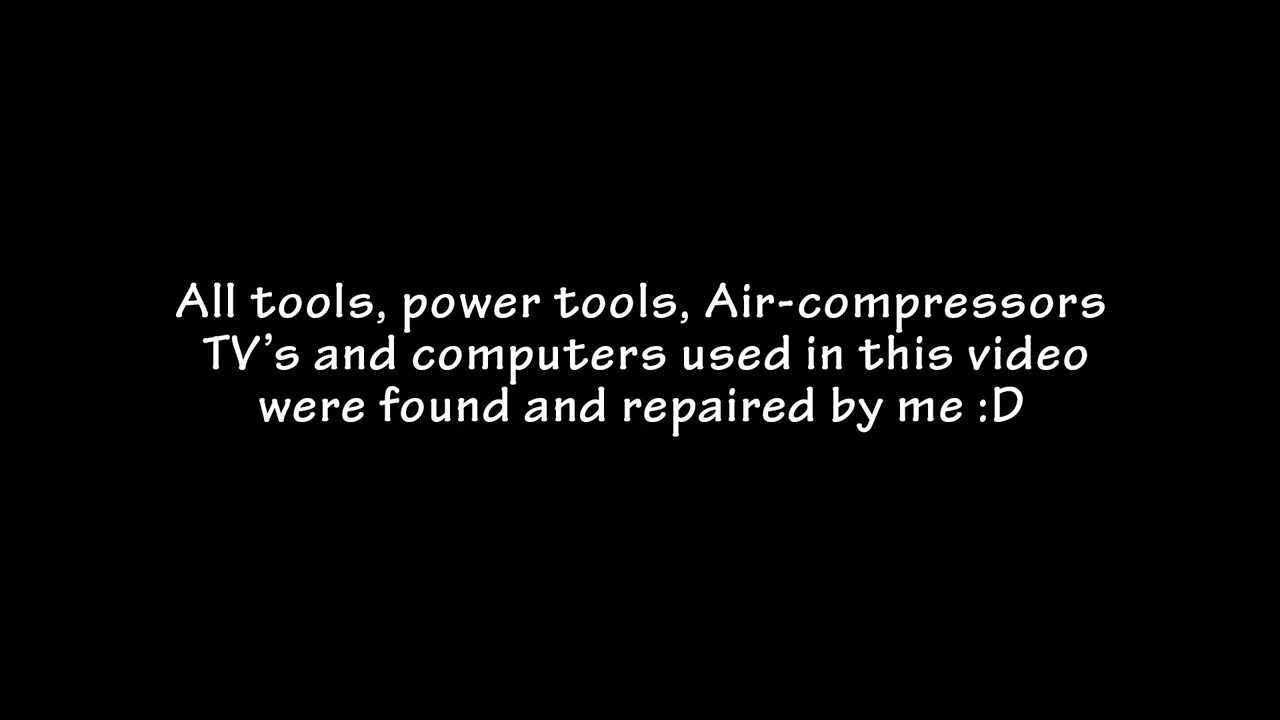 All tools, power tools, Air-compressors
TV's and computers used in this video
were found and repaired by me :D